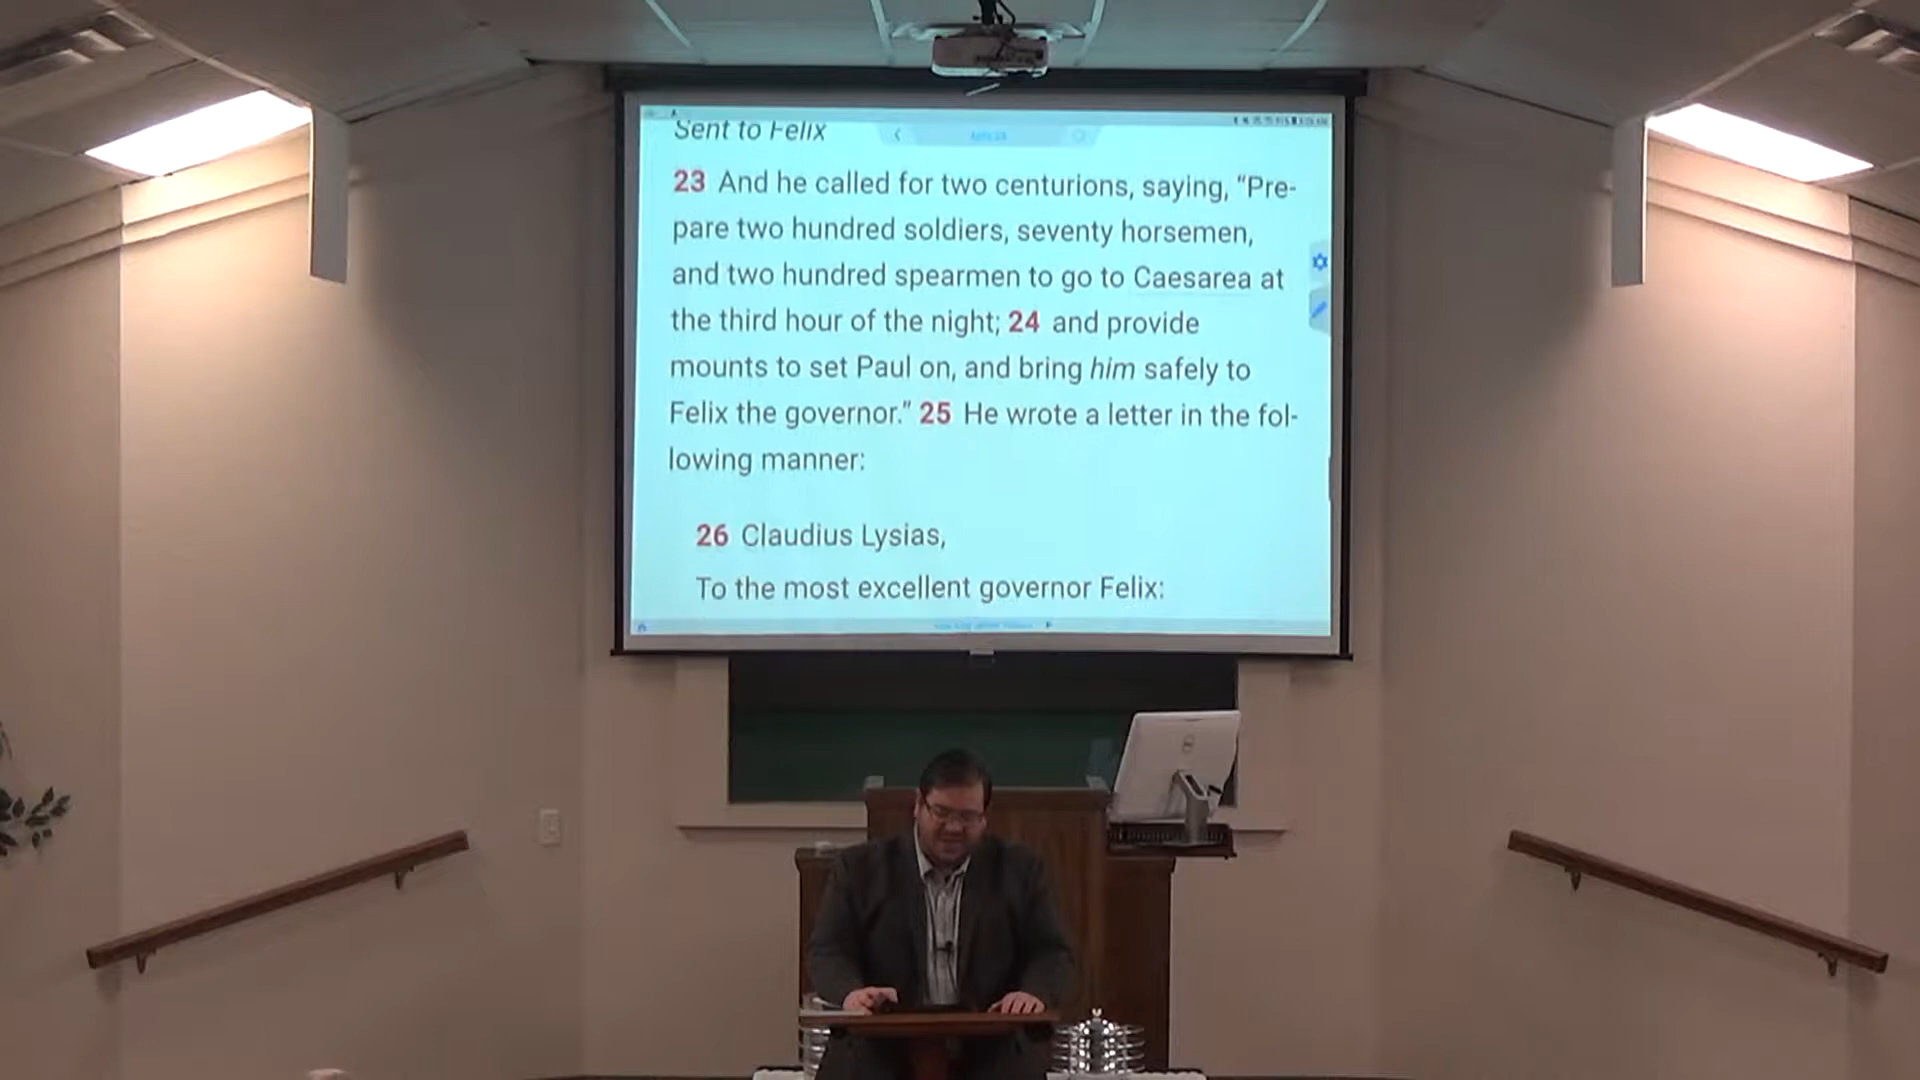 Sent to Felix
23 And he called for two centurions, saying, “Pre-
pare two hundred soldiers, seventy horsemen,
and two hundred spearmen to go to Caesarea at
the third hour of the night; 24 and provide
mounts to set Paul on, and bring him safely to
Felix the governor.” 25 He wrote a letter in the fol-
lowing manner:
26 Claudius Lysias,
To the most excellent governor Felix: